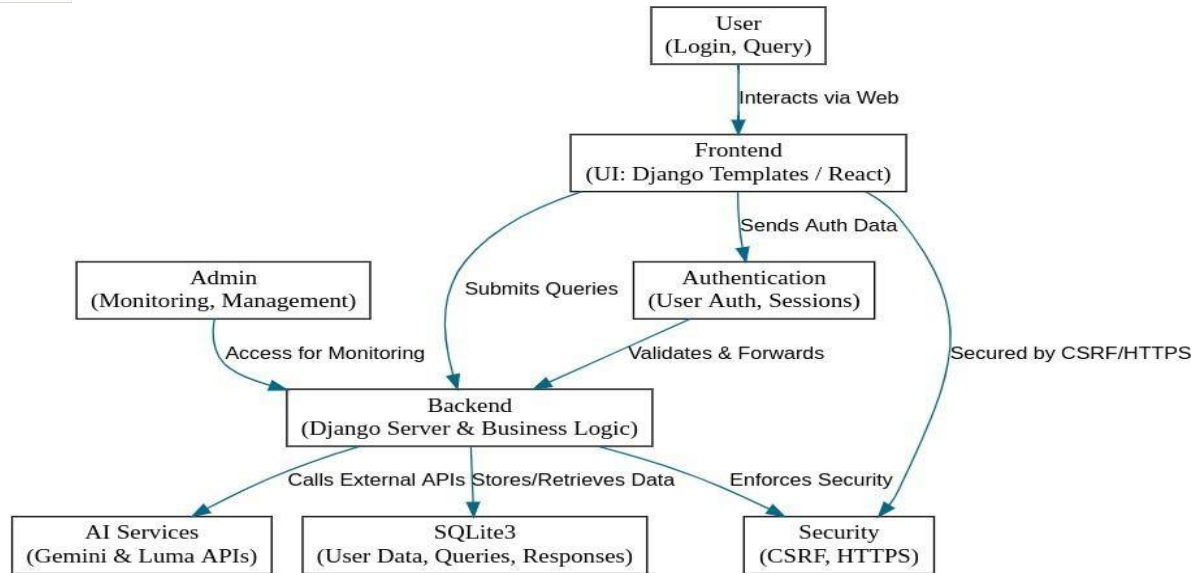 User
(Login, Query)
Interacts via Web
Frontend
(UI: Django Templates / React)
Sends Auth Data
Admin
(Monitoring, Management)
Submits Queries
Authentication
(User Auth, Sessions)
Access for Monitoring
Validates & Forwards
Secured by CSRF/HTTPS
Backend
(Django Server & Business Logic)
Calls External APIs
Stores/Retrieves Data
Enforces Security
AI Services
(Gemini & Luma APIs)
SQLite3
(User Data, Queries, Responses)
Security
(CSRF, HTTPS)